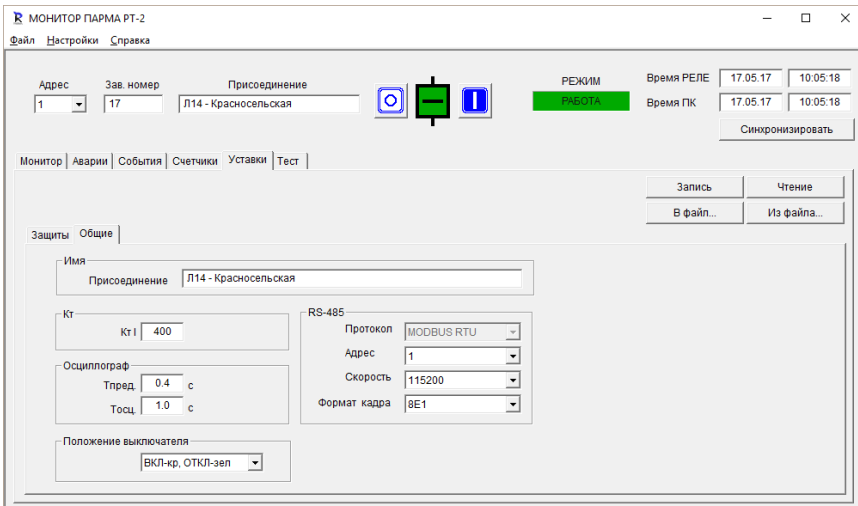 МОНИТОР ПАРМА РТ-2
Файл Настройки Справка
Адрес Зав. номер Присоединение РЕЖИМ Время РЕЛЕ 17.05.17 10:05:18
1 17 Л14 - Красносельская РАБОТА Время ПК 17.05.17 10:05:18
Синхронизировать
Монитор Аварии События Счетчики Уставки Тест
Запись Чтение
В файл... Из файла...
Защиты Общие
Имя
Присоединение Л14 - Красносельская
Кт
Кт I 400
Осциллограф
Тпред. 0.4 с
Тосц. 1.0 с
Положение выключателя
ВКЛ-кр, ОТКЛ-зел
RS-485
Протокол MODBUS RTU
Адрес 1
Скорость 115200
Формат кадра 8E1